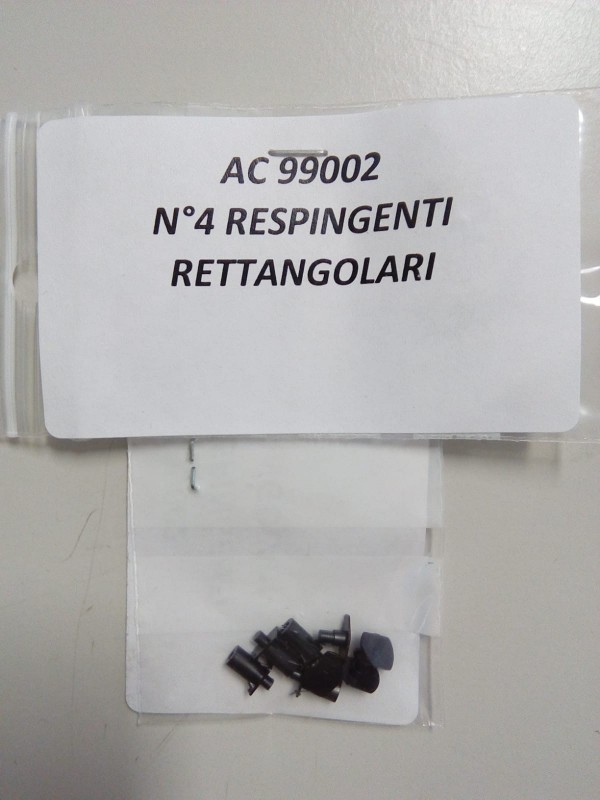 AC 99002
N°4 RESPINGENTI
RETTANGOLARI